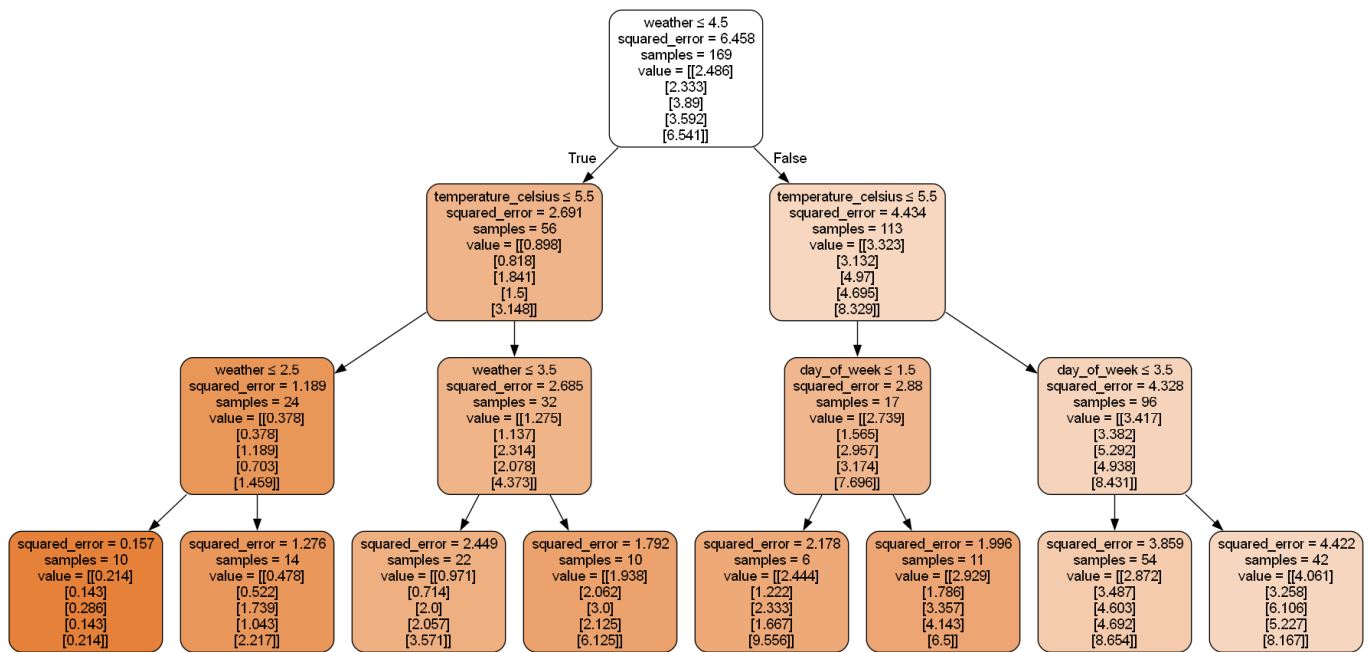 weather ≤ 4.5
squared_error = 6.458
samples = 169
value = [[2.486]
[2.333]
[3.89]
[3.592]
[6.541]]
True
False
temperature_celsius ≤ 5.5
squared_error = 2.691
samples = 56
value = [[0.898]
[0.818]
[1.841]
[1.5]
[3.148]]
temperature_celsius ≤ 5.5
squared_error = 4.434
samples = 113
value = [[3.323]
[3.132]
[4.97]
[4.695]
[8.329]]
weather ≤ 2.5
squared_error = 1.189
samples = 24
value = [[0.378]
[0.378]
[1.189]
[0.703]
[1.459]]
weather ≤ 3.5
squared_error = 2.685
samples = 32
value = [[1.275]
[1.137]
[2.314]
[2.078]
[4.373]]
day_of_week ≤ 1.5
squared_error = 2.88
samples = 17
value = [[2.739]
[1.565]
[2.957]
[3.174]
[7.696]]
day_of_week ≤ 3.5
squared_error = 4.328
samples = 96
value = [[3.417]
[3.382]
[5.292]
[4.938]
[8.431]]
squared_error = 0.157
samples = 10
value = [[0.214]
[0.143]
[0.286]
[0.143]
[0.214]]
squared_error = 1.276
samples = 14
value = [[0.478]
[0.522]
[1.739]
[1.043]
[2.217]]
squared_error = 2.449
samples = 22
value = [[0.971]
[0.714]
[2.0]
[2.057]
[3.571]]
squared_error = 1.792
samples = 10
value = [[1.938]
[2.062]
[3.0]
[2.125]
[6.125]]
squared_error = 2.178
samples = 6
value = [[2.444]
[1.222]
[2.333]
[1.667]
[9.556]]
squared_error = 1.996
samples = 11
value = [[2.929]
[1.786]
[3.357]
[4.143]
[6.5]]
squared_error = 3.859
samples = 54
value = [[2.872]
[3.487]
[4.603]
[4.692]
[8.654]]
squared_error = 4.422
samples = 42
value = [[4.061]
[3.258]
[6.106]
[5.227]
[8.167]]